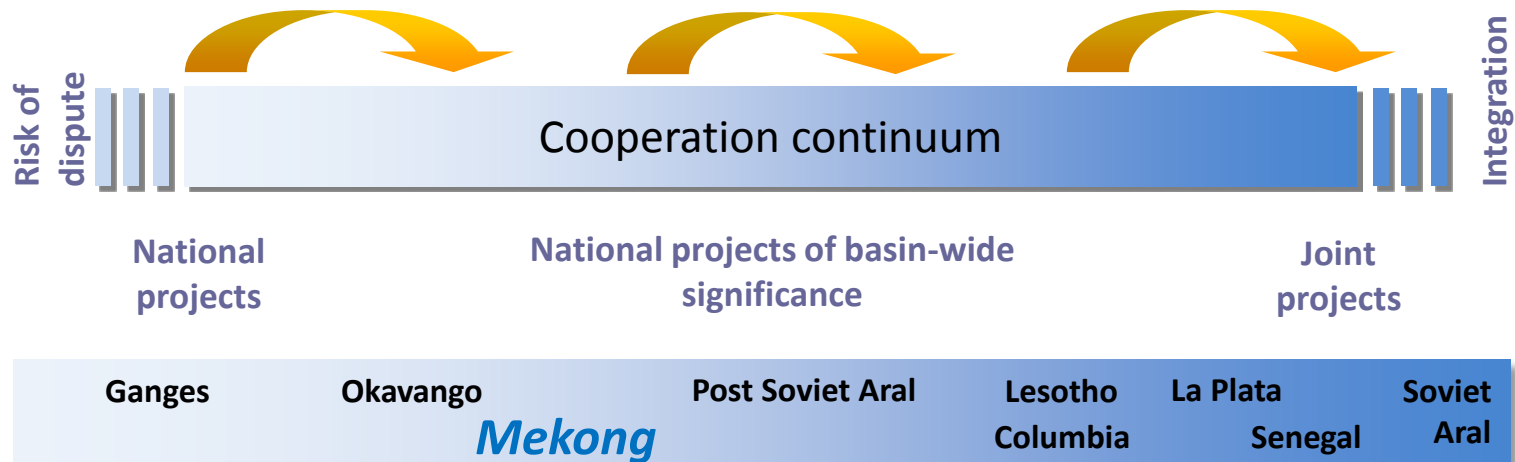 Risk of
dispute
Cooperation continuum
Integration
National
projects
National projects of basin-wide
significance
Joint
projects
Ganges
Okavango
Mekong
Post Soviet Aral
Lesotho
Columbia
La Plata
Senegal
Soviet
Aral